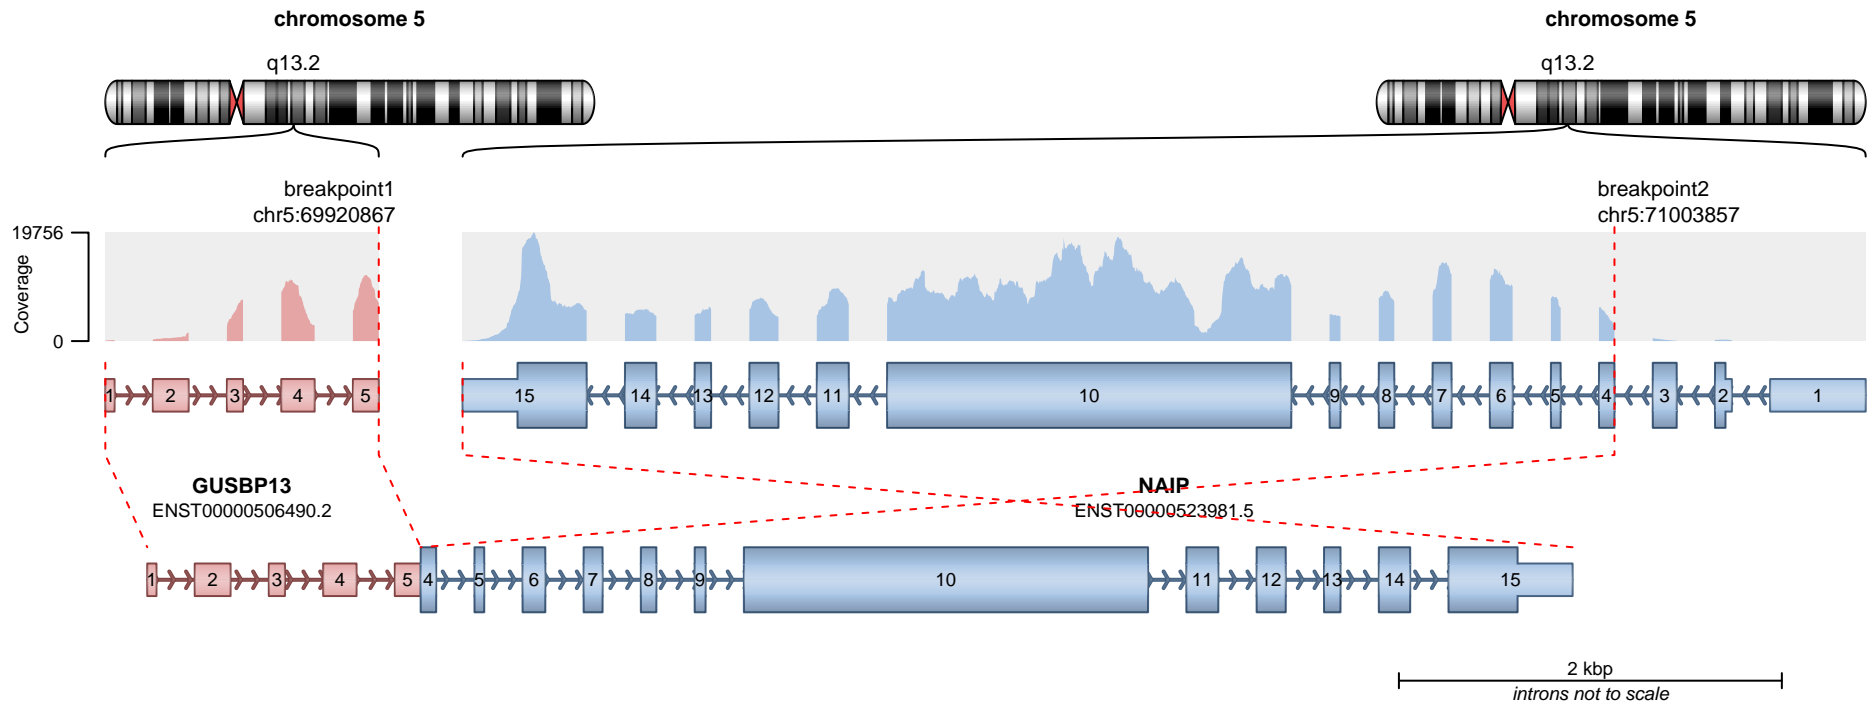 chromosome 5
chromosome 5
q13.2
q13.2
breakpoint1
chr5:69920867
breakpoint2
chr5:71003857
19756
Coverage
0
1 2 3 4 5
15 14 13 12 11 10 9 8 7 6 5 4 3 2 1
GUSBP13
ENST00000506490.2
NAIP
ENST00000523981.5
1 2 3 4 5 4 5 6 7 8 9 10 11 12 13 14 15
2 kbp
introns not to scale